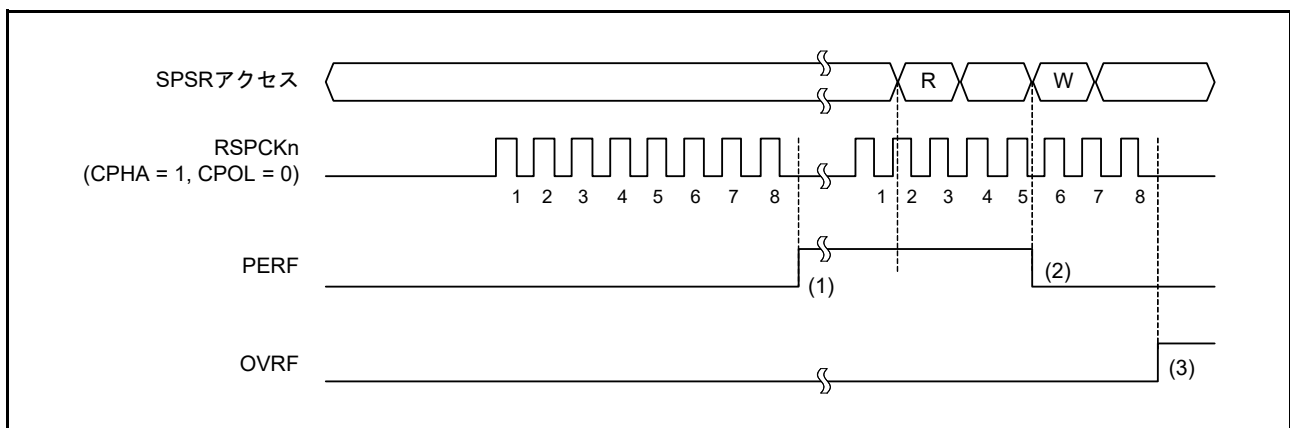 SPSRアクセス
R
W
RSPCKn
(CPHA = 1, CPOL = 0)
1 2 3 4 5 6 7 8 1 2 3 4 5 6 7 8
PERF
(1)
(2)
OVRF
(3)